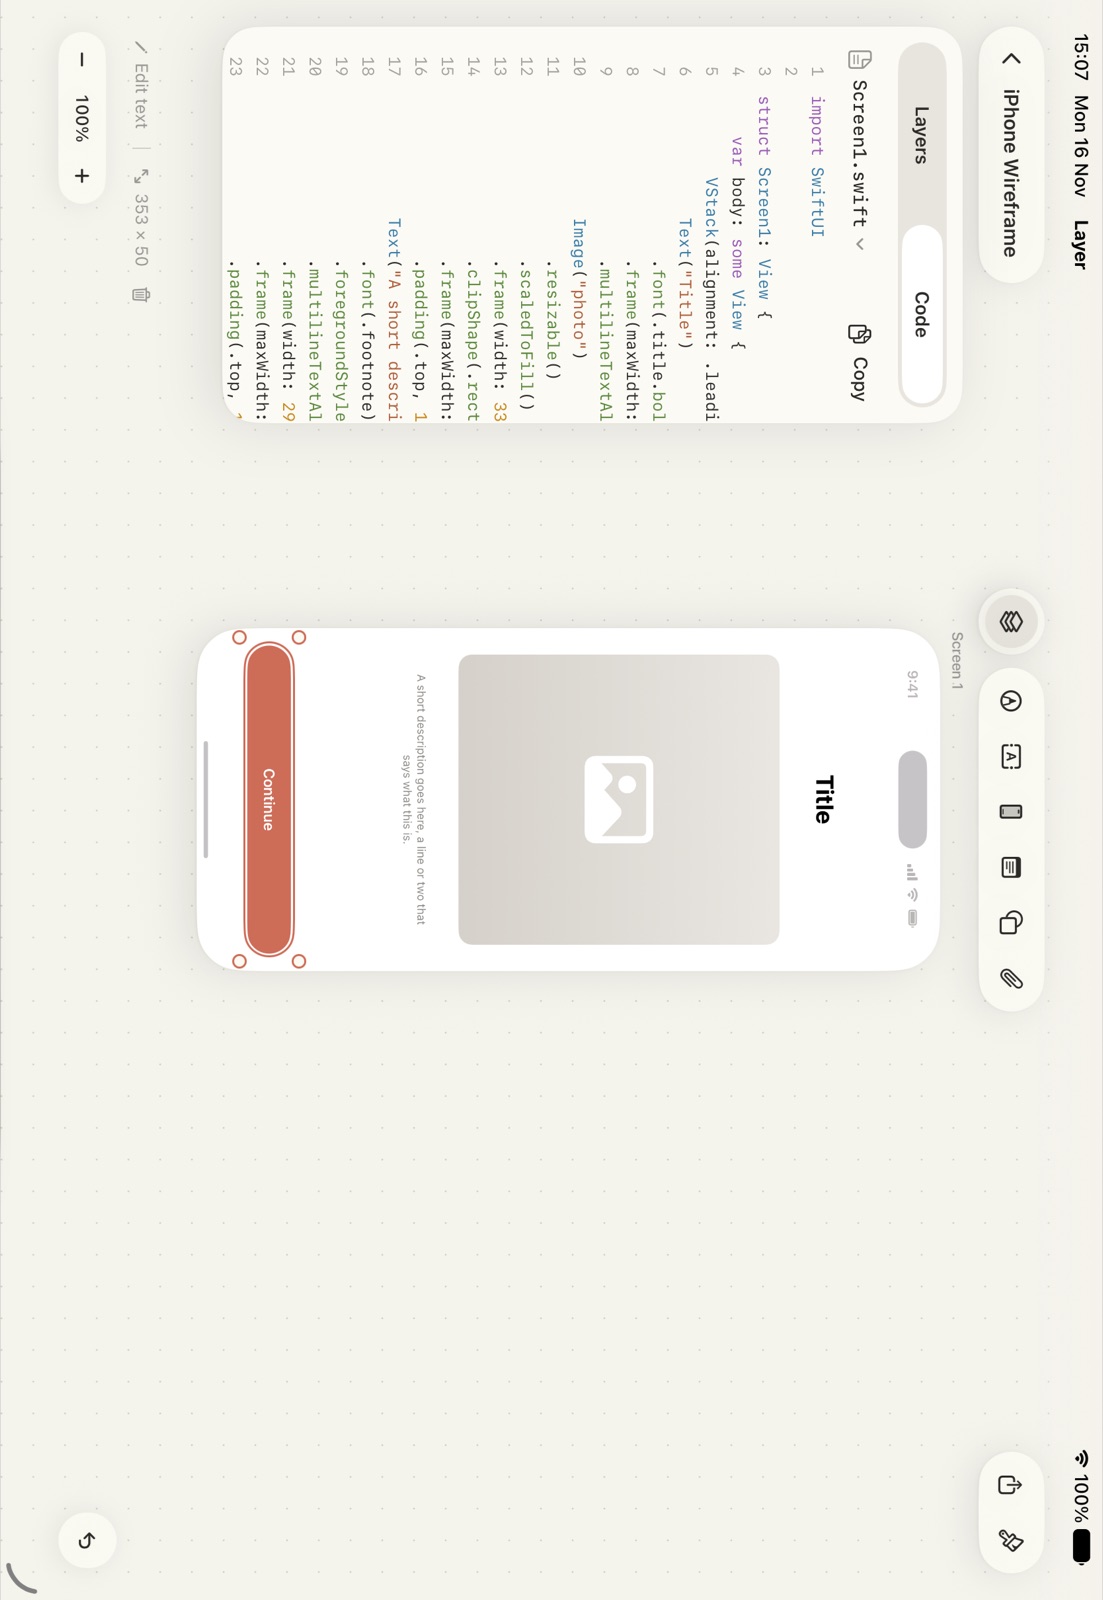 15:07 Mon 16 Nov Layer
100%
iPhone Wireframe
A
Layers
Code
Screen1.swift
Copy
1 import SwiftUI
2
3 struct Screen1: View {
4 var body: some View {
5 VStack(alignment: .leadi
6 Text("Title")
7 .font(.title.bol
8 .frame(maxWidth:
9 .multilineTextAl
10 Image("photo")
11 .resizable()
12 .scaledToFill()
13 .frame(width: 33
14 .clipShape(.rect
15 .frame(maxWidth:
16 .padding(.top, 1
17 Text("A short descri
18 .font(.footnote)
19 .foregroundStyle
20 .multilineTextAl
21 .frame(width: 29
22 .frame(maxWidth:
23 .padding(.top, 1
Screen 1
9:41
Title
A short description goes here, a line or two that
says what this is.
Continue
Edit text
353 × 50
100%